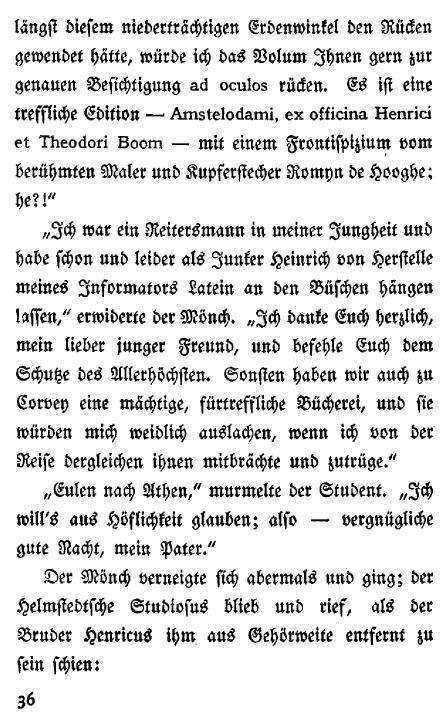 längst diesem niederträchtigen Erdenwinkel den Rücken
gewendet hätte, würde ich das Volum Ihnen gern zur
genauen Besichtigung ad oculos rücken. Es ist eine
treffliche Edition — Amstelodami, ex officina Henrici
et Theodori Boom — mit einem Frontispizium vom
berühmten Maler und Kupferstecher Romyn de Hooghe;
he?!“
„Ich war ein Reitersmann in meiner Jungheit und
habe schon und leider als Junker Heinrich von Herstelle
meines Informators Latein an den Büschen hängen
lassen,“ erwiderte der Mönch. „Ich danke Euch herzlich,
mein lieber junger Freund, und befehle Euch dem
Schutze des Allerhöchsten. Sonsten haben wir auch zu
Corvey eine mächtige, fürtreffliche Bücherei, und sie
würden mich weidlich auslachen, wenn ich von der
Reise dergleichen ihnen mitbrächte und zutrüge.“
„Eulen nach Athen,“ murmelte der Student. „Ich
will's aus Höflichkeit glauben; also — vergnügliche
gute Nacht, mein Pater.“
Der Mönch verneigte sich abermals und ging; der
Helmstedtsche Studiosus blieb und rief, als der
Bruder Henricus ihm aus Gehörweite entfernt zu
sein schien:
36